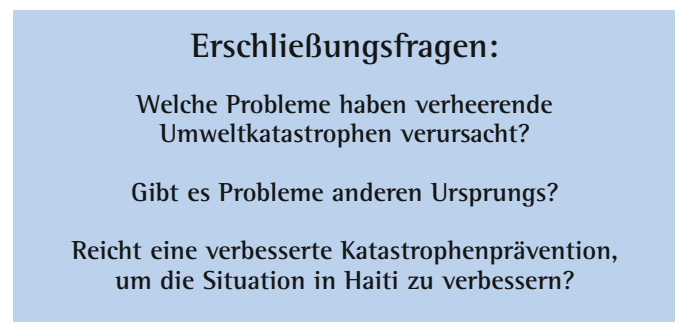 Erschließungsfragen:
Welche Probleme haben verheerende
Umweltkatastrophen verursacht?
Gibt es Probleme anderen Ursprungs?
Reicht eine verbesserte Katastrophenprävention,
um die Situation in Haiti zu verbessern?